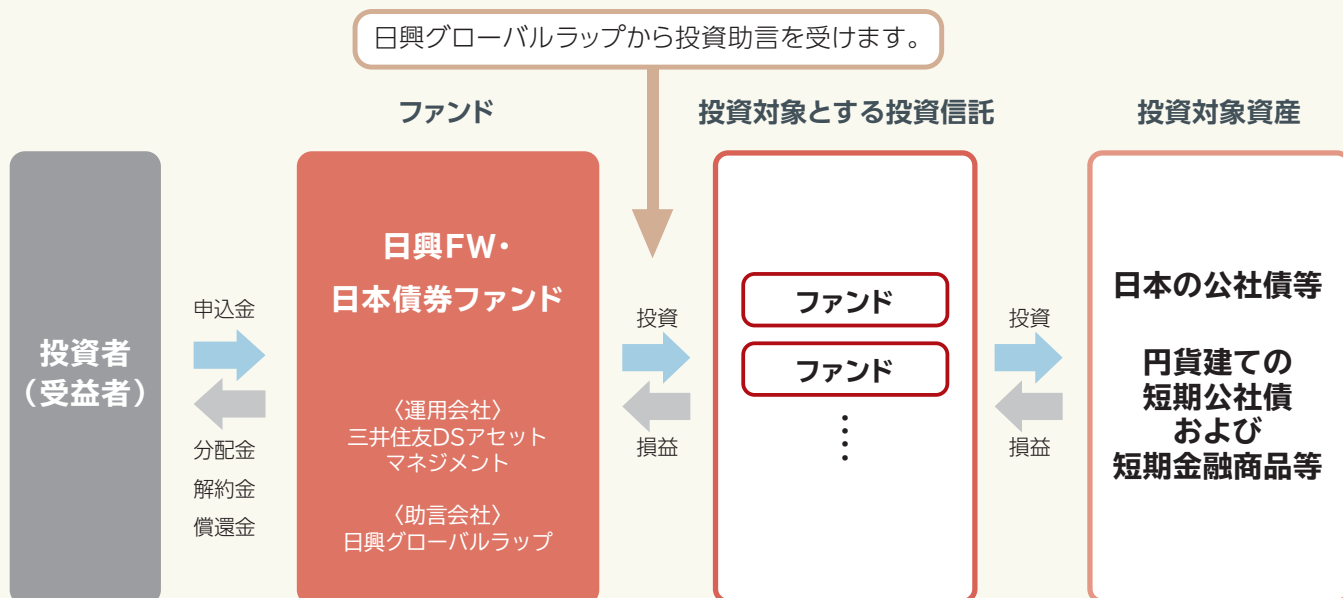 日興グローバルラップから投資助言を受けます。
ファンド
投資対象とする投資信託
投資対象資産
投資者
（受益者）
申込金
分配金
解約金
償還金
日興FW・
日本債券ファンド
〈運用会社〉
三井住友DSアセット
マネジメント
〈助言会社〉
日興グローバルラップ
投資
損益
ファンド
ファンド
投資
損益
日本の公社債等
円貨建ての
短期公社債
および
短期金融商品等